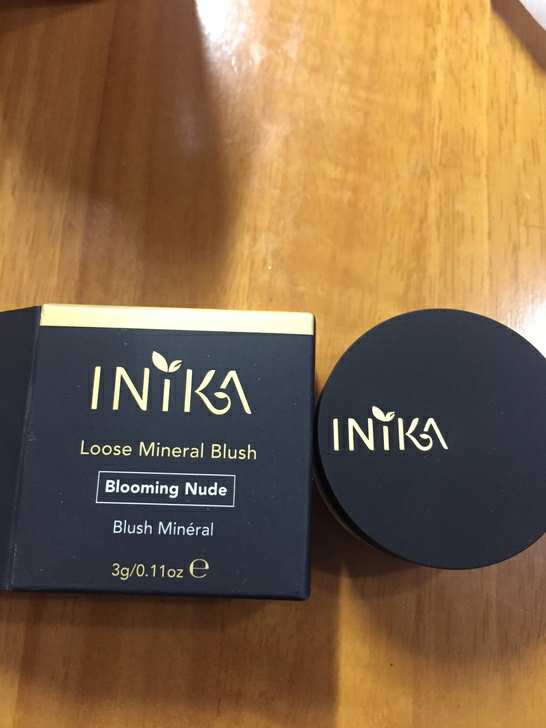 INIKA
Loose Mineral Blush
Blooming Nude
Blush Minéral
3g/0.11oz ℮
INIKA